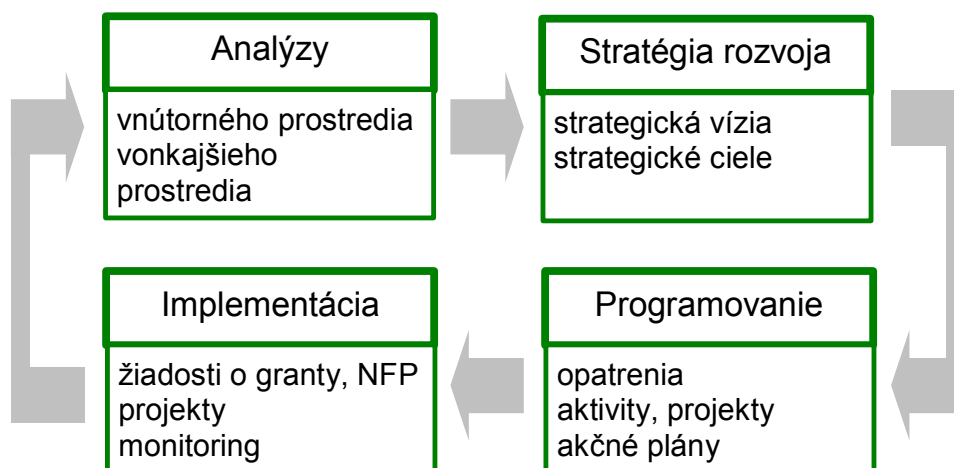 Analýzy
vnútorného prostredia
vonkajšieho
prostredia
Stratégia rozvoja
strategická vízia
strategické ciele
Implementácia
žiadosti o granty, NFP
projekty
monitoring
Programovanie
opatrenia
aktivity, projekty
akčné plány